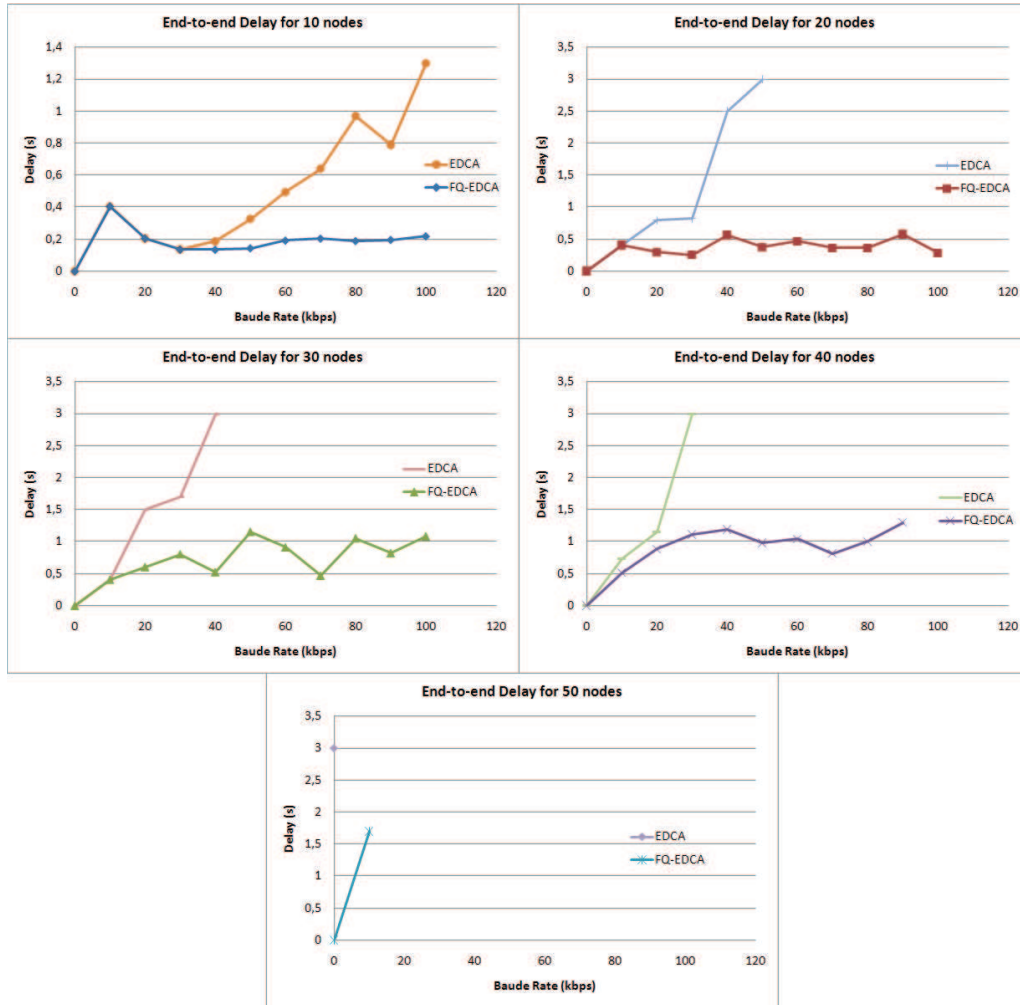 End-to-end Delay for 10 nodes
1,4
1,2
1
0,8
0,6
0,4
0,2
0
Delay (s)
0 20 40 60 80 100 120
Baude Rate (kbps)
EDCA
FQ-EDCA
End-to-end Delay for 20 nodes
3,5
3
2,5
2
1,5
1
0,5
0
Delay (s)
0 20 40 60 80 100 120
Baude Rate (kbps)
EDCA
FQ-EDCA
End-to-end Delay for 30 nodes
3,5
3
2,5
2
1,5
1
0,5
0
Delay (s)
0 20 40 60 80 100 120
Baude Rate (kbps)
EDCA
FQ-EDCA
End-to-end Delay for 40 nodes
3,5
3
2,5
2
1,5
1
0,5
0
Delay (s)
0 20 40 60 80 100 120
Baude Rate (kbps)
EDCA
FQ-EDCA
End-to-end Delay for 50 nodes
3,5
3
2,5
2
1,5
1
0,5
0
Delay (s)
0 20 40 60 80 100 120
Baude Rate (kbps)
EDCA
FQ-EDCA